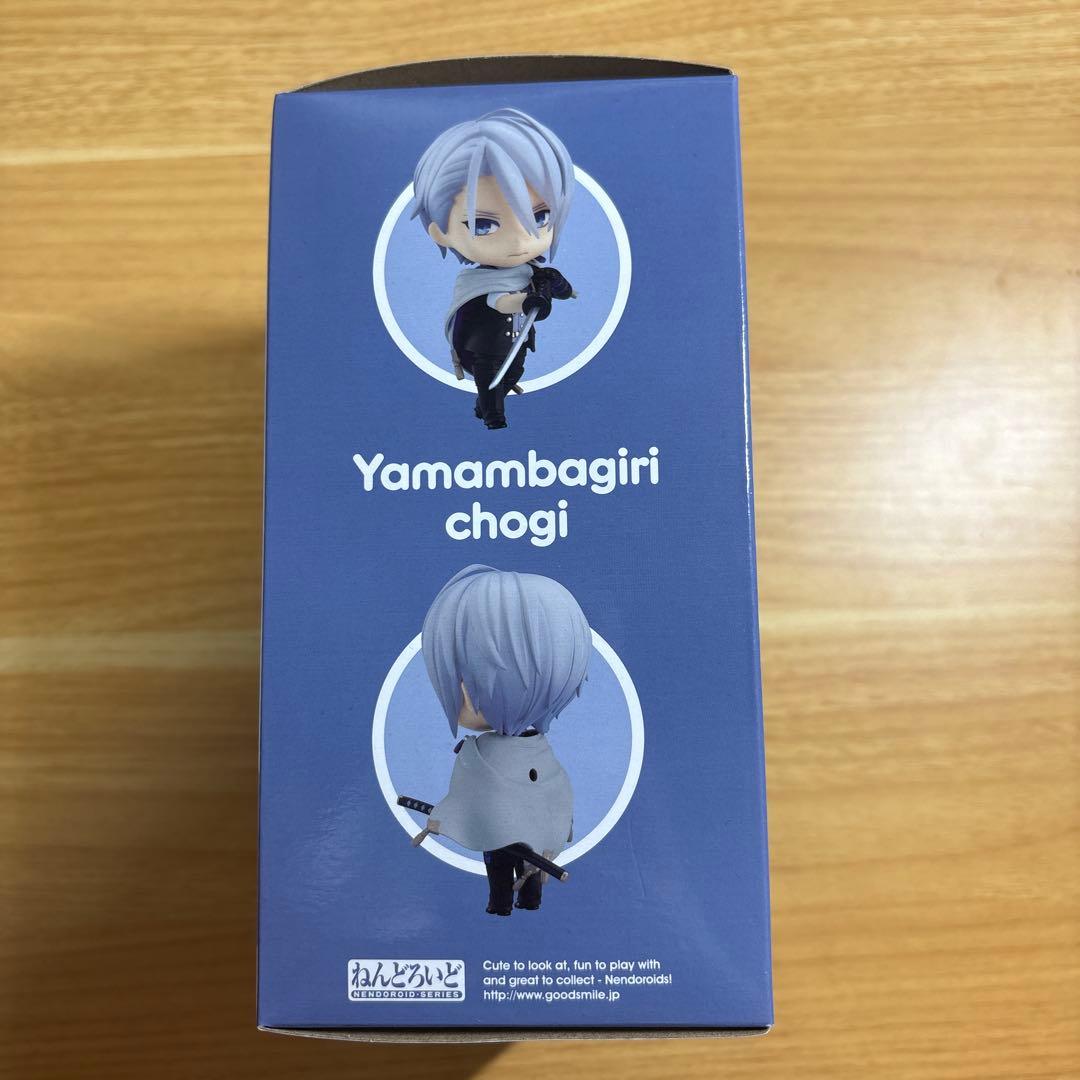 Yamambagiri
chogi
ねんどろいど
NENDOROID·SERIES
Cute to look at, fun to play with
and great to collect - Nendoroids!
http://www.goodsmile.jp